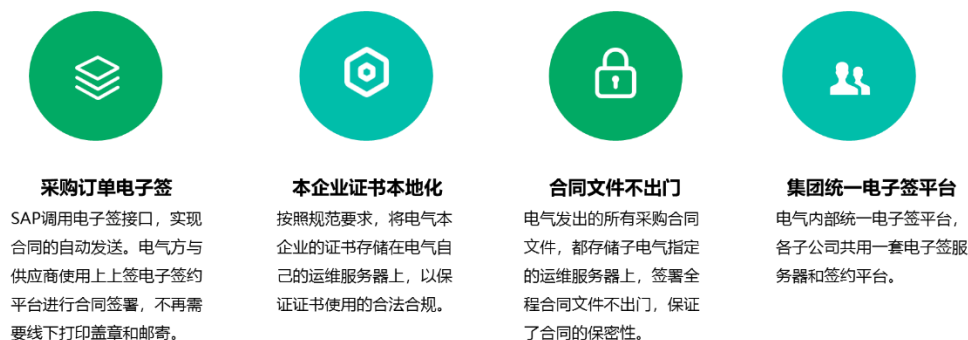 采购订单电子签
SAP调用电子签接口，实现
合同的自动发送。电气方与
供应商使用上上签电子签约
平台进行合同签署，不再需
要线下打印盖章和邮寄。
本企业证书本地化
按照规范要求，将电气本
企业的证书存储在电气自
己的运维服务器上，以保
证证书使用的合法合规。
合同文件不出门
电气发出的所有采购合同
文件，都存储子电气指定
的运维服务器上，签署全
程合同文件不出门，保证
了合同的保密性。
集团统一电子签平台
电气内部统一电子签平台，
各子公司共用一套电子签服
务器和签约平台。